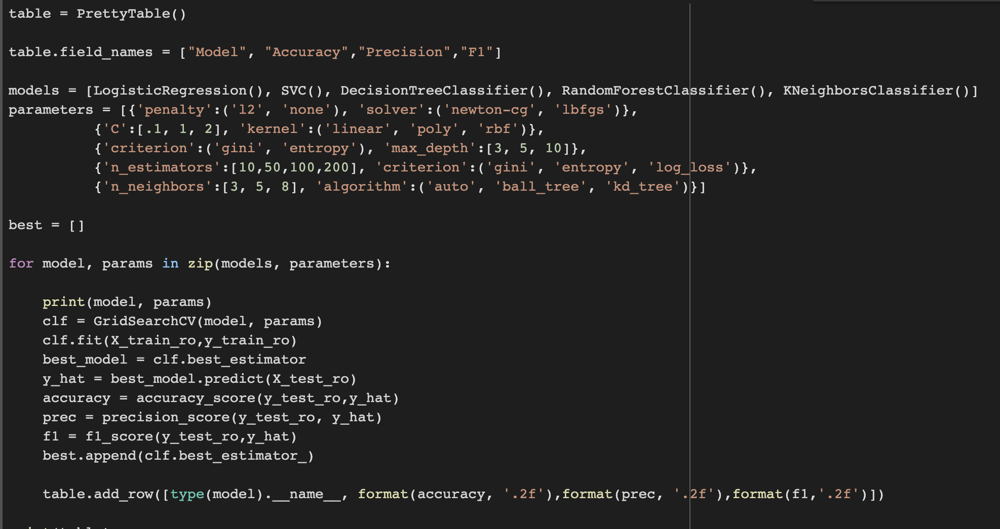 table = PrettyTable()
table.field_names = ["Model", "Accuracy","Precision","F1"]
models = [LogisticRegression(), SVC(), DecisionTreeClassifier(), RandomForestClassifier(), KNeighborsClassifier()]
parameters = [{'penalty':('l2', 'none'), 'solver':('newton-cg', 'lbfgs')},
{'C':[.1, 1, 2], 'kernel':('linear', 'poly', 'rbf')},
{'criterion':('gini', 'entropy'), 'max_depth':[3, 5, 10]},
{'n_estimators':[10,50,100,200], 'criterion':('gini', 'entropy', 'log_loss')},
{'n_neighbors':[3, 5, 8], 'algorithm':('auto', 'ball_tree', 'kd_tree')}]
best = []
for model, params in zip(models, parameters):
print(model, params)
clf = GridSearchCV(model, params)
clf.fit(X_train_ro,y_train_ro)
best_model = clf.best_estimator
y_hat = best_model.predict(X_test_ro)
accuracy = accuracy_score(y_test_ro,y_hat)
prec = precision_score(y_test_ro, y_hat)
f1 = f1_score(y_test_ro,y_hat)
best.append(clf.best_estimator_)
table.add_row([type(model).__name__, format(accuracy, '.2f'),format(prec, '.2f'),format(f1,'.2f')])